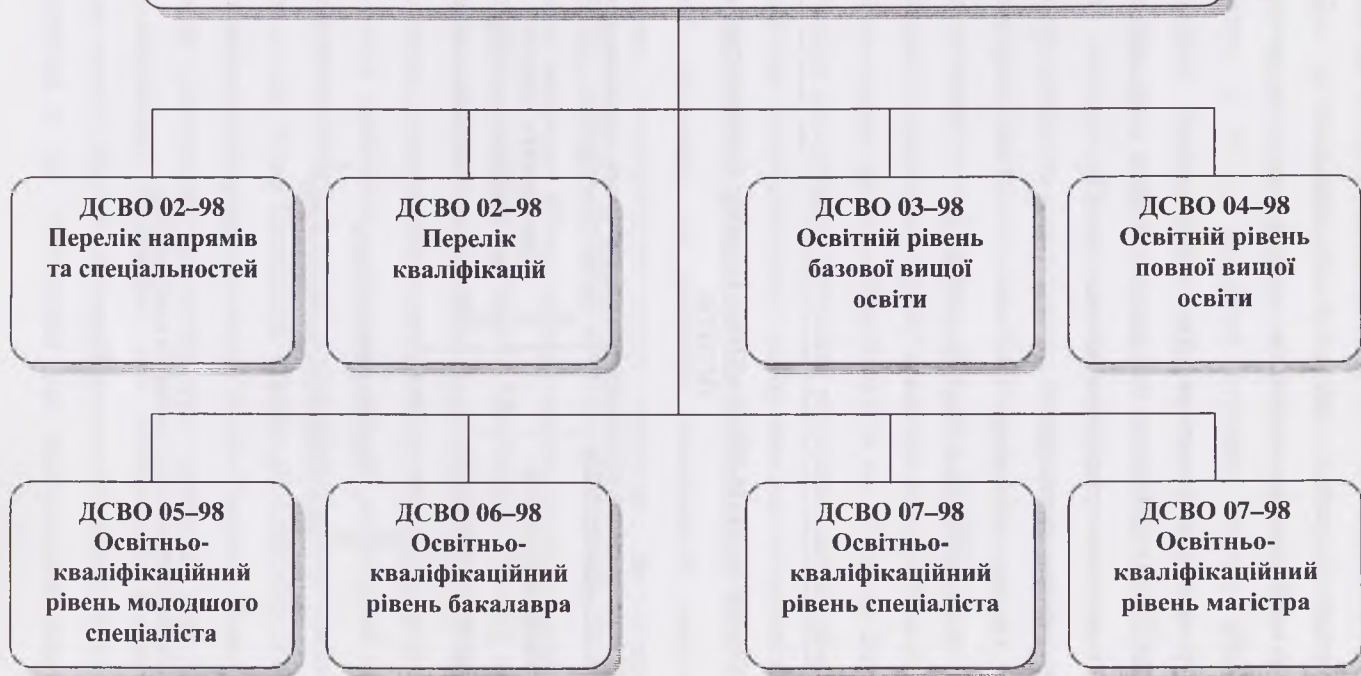 ДСВО 02–98
Перелік напрямів
та спеціальностей
ДСВО 02–98
Перелік
кваліфікацій
ДСВО 03–98
Освітній рівень
базової вищої
освіти
ДСВО 04–98
Освітній рівень
повної вищої
освіти
ДСВО 05–98
Освітньо-
кваліфікаційний
рівень молодшого
спеціаліста
ДСВО 06–98
Освітньо-
кваліфікаційний
рівень бакалавра
ДСВО 07–98
Освітньо-
кваліфікаційний
рівень спеціаліста
ДСВО 07–98
Освітньо-
кваліфікаційний
рівень магістра